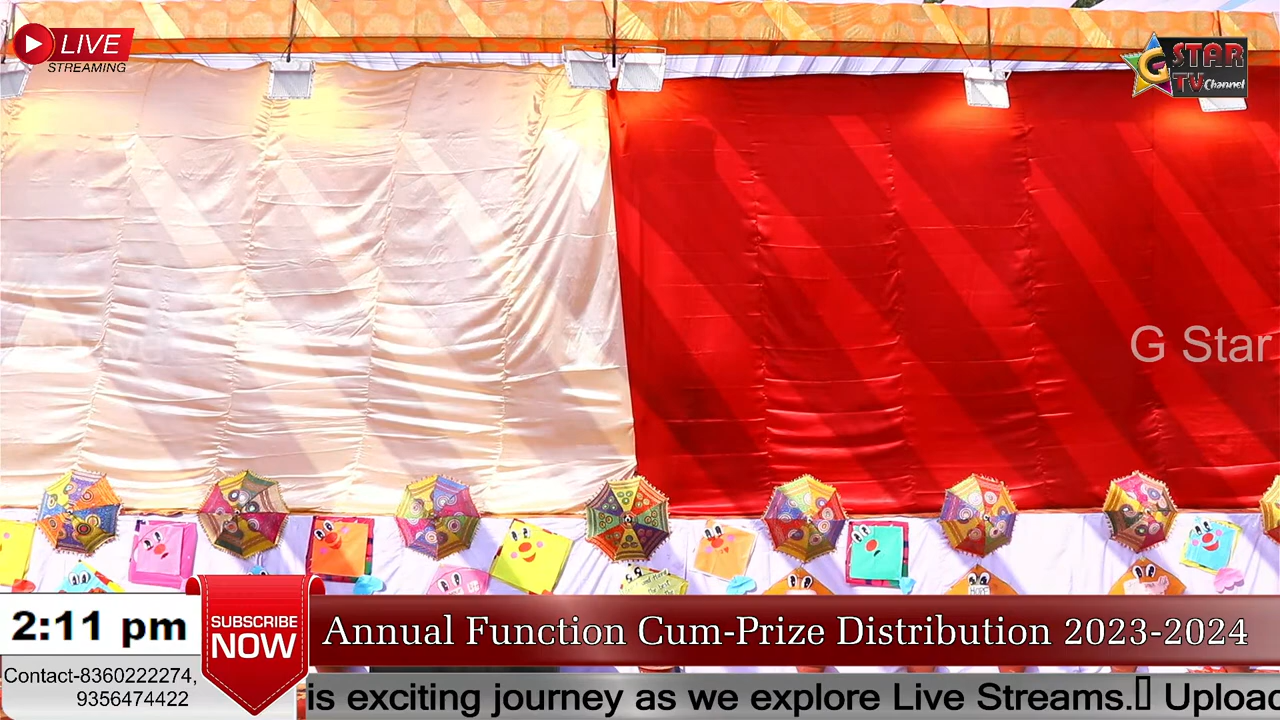 LIVE
STREAMING
G STAR
TV Channel
G Star
HOPE
2:11 pm
SUBSCRIBE
NOW
Annual Function Cum-Prize Distribution 2023-2024
Contact-8360222274,
9356474422
is exciting journey as we explore Live Streams. Upload